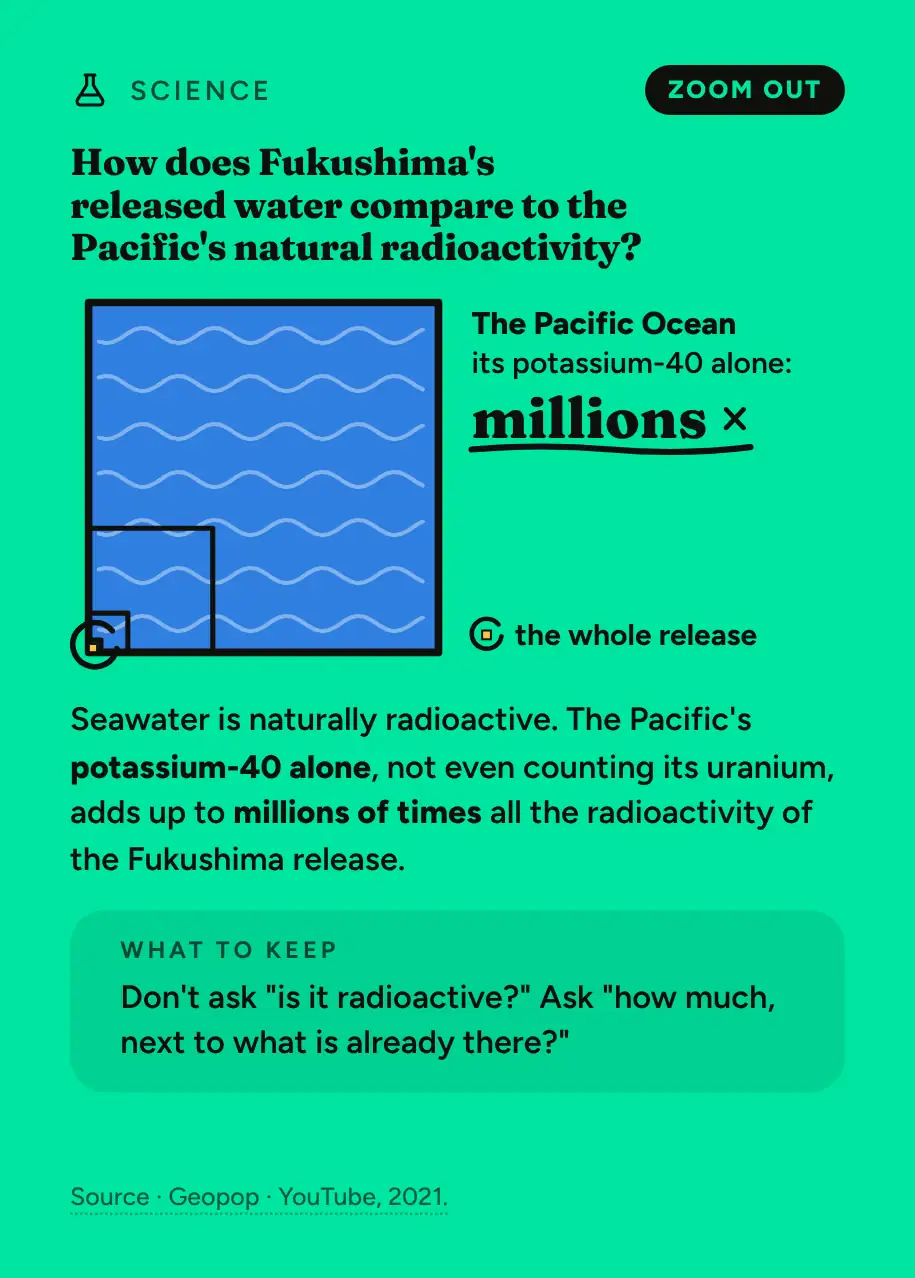 SCIENCE
ZOOM OUT
How does Fukushima's
released water compare to the
Pacific's natural radioactivity?
The Pacific Ocean
its potassium-40 alone:
millions ×
the whole release
Seawater is naturally radioactive. The Pacific's
potassium-40 alone, not even counting its uranium,
adds up to millions of times all the radioactivity of
the Fukushima release.
WHAT TO KEEP
Don't ask "is it radioactive?" Ask "how much,
next to what is already there?"
Source · Geopop · YouTube, 2021.